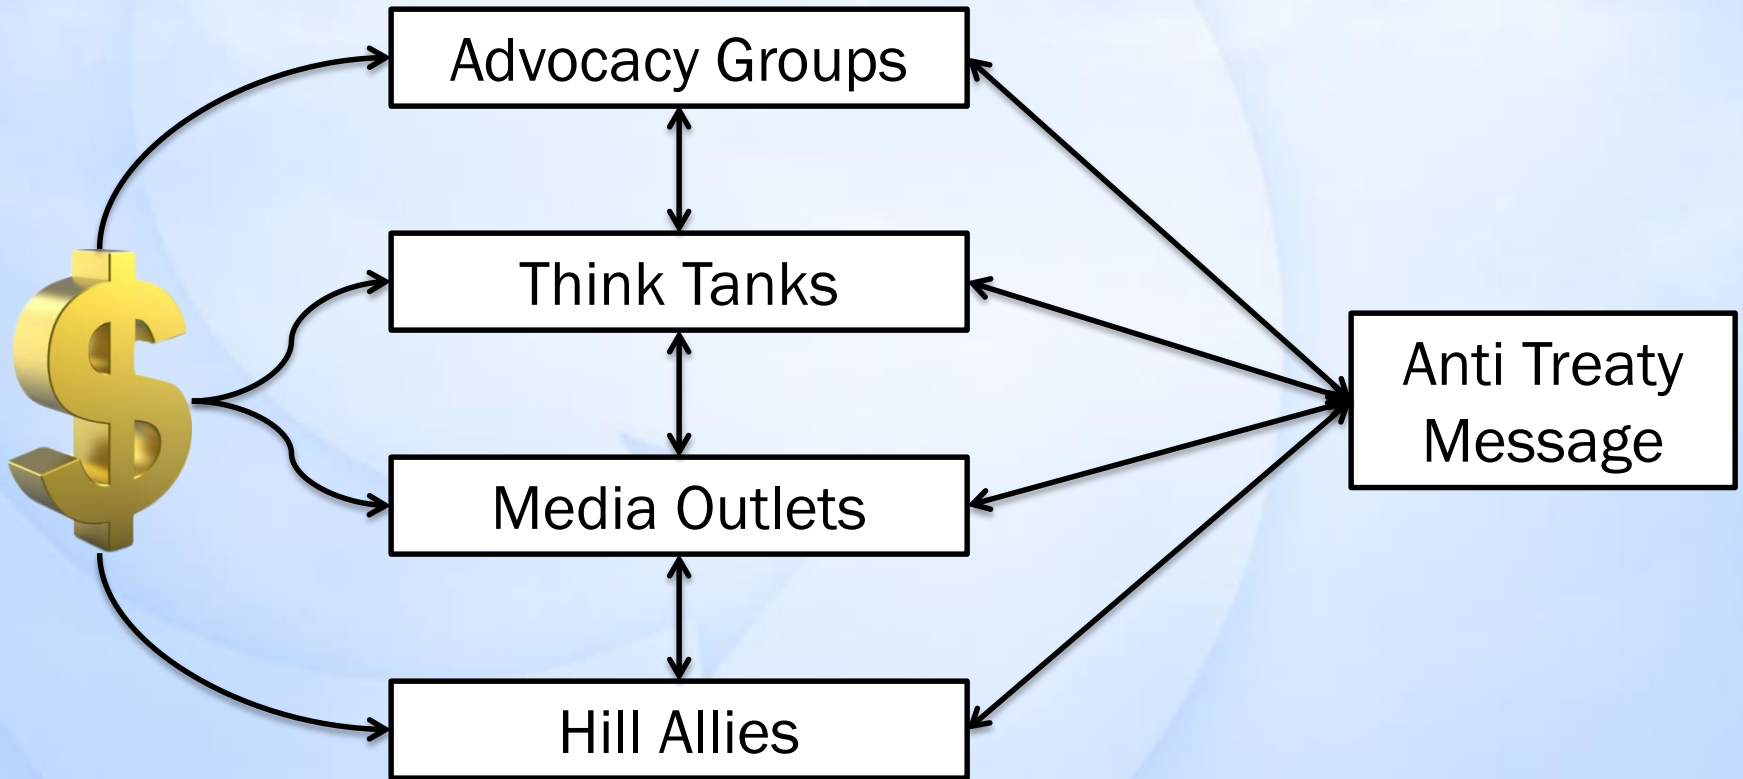 Advocacy Groups
Think Tanks
Media Outlets
Hill Allies
Anti Treaty
Message